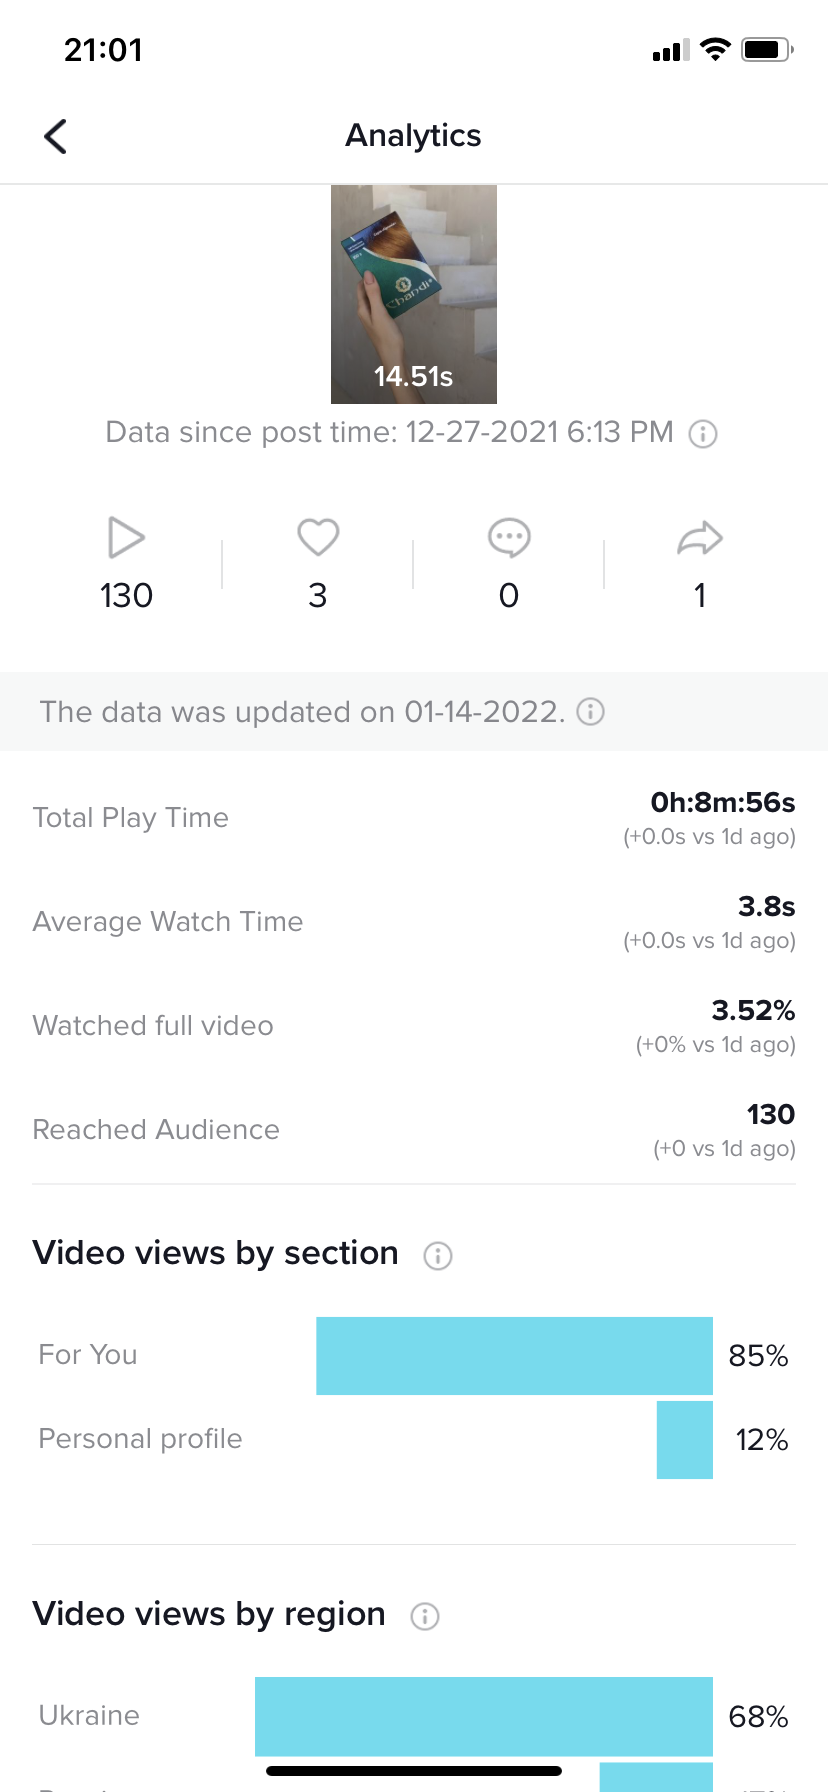 21:01
Analytics
Chandi
14.51s
Data since post time: 12-27-2021 6:13 PM
130
3
0
1
The data was updated on 01-14-2022.
Total Play Time
0h:8m:56s
(+0.0s vs 1d ago)
Average Watch Time
3.8s
(+0.0s vs 1d ago)
Watched full video
3.52%
(+0% vs 1d ago)
Reached Audience
130
(+0 vs 1d ago)
Video views by section
For You
85%
Personal profile
12%
Video views by region
Ukraine
68%